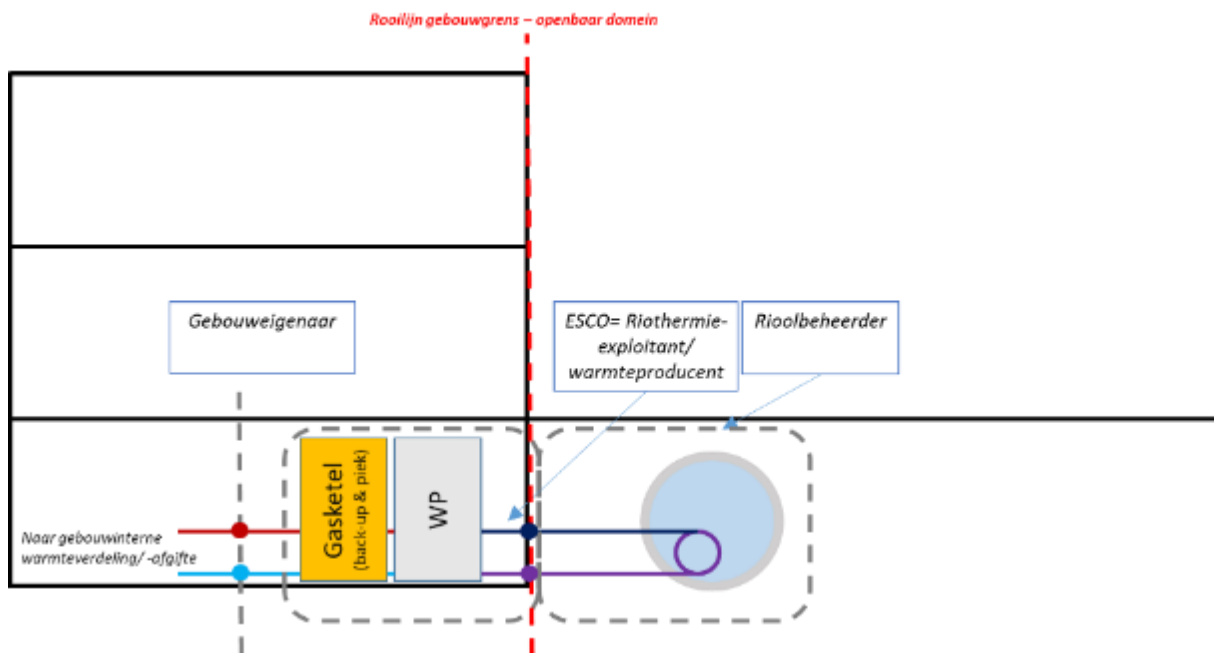 Rooilijn gebouwgrens – openbaar domein
Gebouweigenaar
ESCO= Riothermie-
exploitant/
warmteproducent
Rioolbeheerder
Gasketel
(back-up & piek)
WP
Naar gebouwinterne
warmteverdeling/ -afgifte